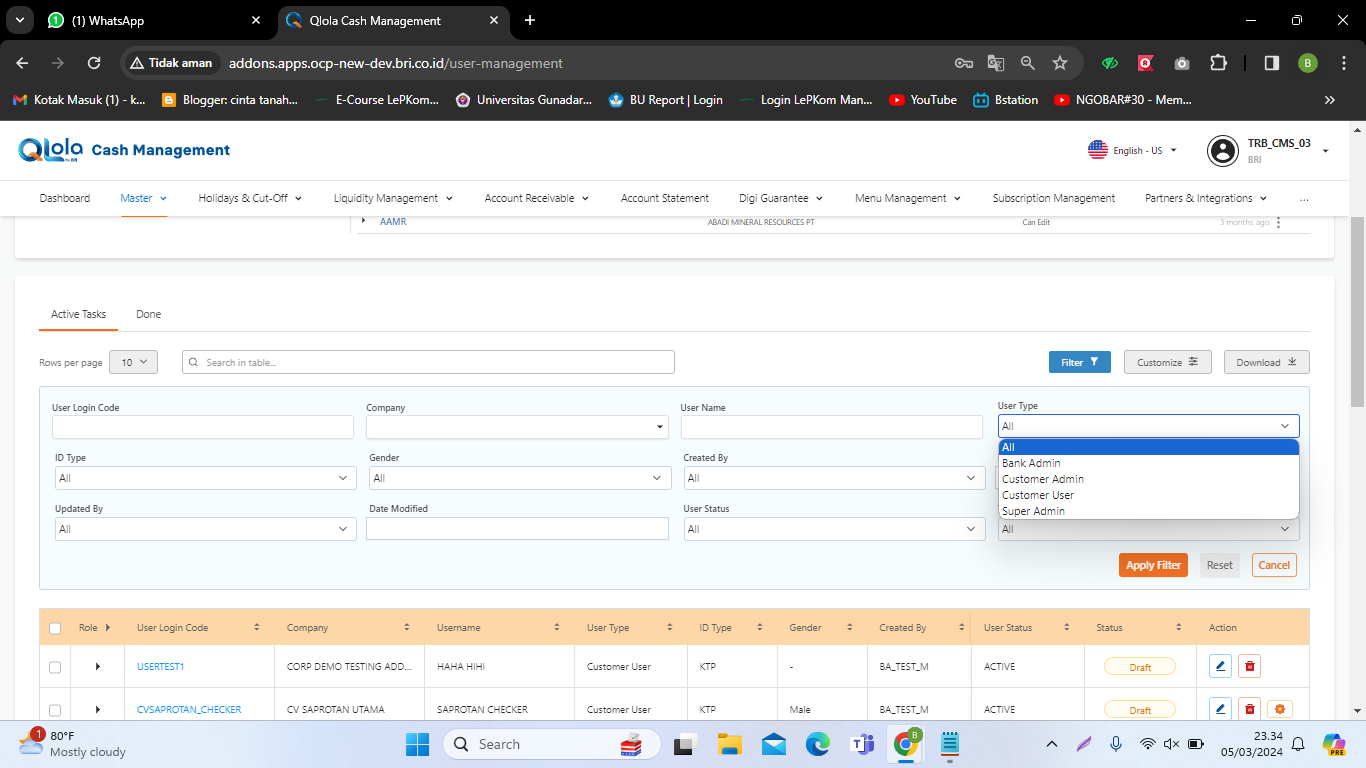 (1) WhatsApp
Qlola Cash Management
Tidak aman
addons.apps.ocp-new-dev.bri.co.id/user-management
B
Kotak Masuk (1) - k...
Blogger: cinta tanah...
E-Course LePKom...
Universitas Gunadar...
BU Report | Login
Login LePKom Man...
YouTube
Bstation
NGOBAR#30 - Mem...
QLola by BRI Cash Management
English - US
TRB_CMS_03
BRI
Dashboard
Master
Holidays & Cut-Off
Liquidity Management
Account Receivable
Account Statement
Digi Guarantee
Menu Management
Subscription Management
Partners & Integrations
...
AAMR
ABADI MINERAL RESOURCES PT
Can Edit
3 months ago
Active Tasks
Done
Rows per page
10
Search in table...
Filter
Customize
Download
User Login Code
Company
User Name
User Type
All
All
Bank Admin
Customer Admin
Customer User
Super Admin
ID Type
Gender
Created By
All
All
All
Updated By
Date Modified
User Status
All
All
All
Apply Filter
Reset
Cancel
Role
User Login Code
Company
Username
User Type
ID Type
Gender
Created By
User Status
Status
Action
USERTEST1
CORP DEMO TESTING ADD...
HAHA HIHI
Customer User
KTP
-
BA_TEST_M
ACTIVE
Draft
CVSAPROTAN_CHECKER
CV SAPROTAN UTAMA
SAPROTAN CHECKER
Customer User
KTP
Male
BA_TEST_M
ACTIVE
Draft
1
80°F
Mostly cloudy
Search
B
23.34
05/03/2024
PRE